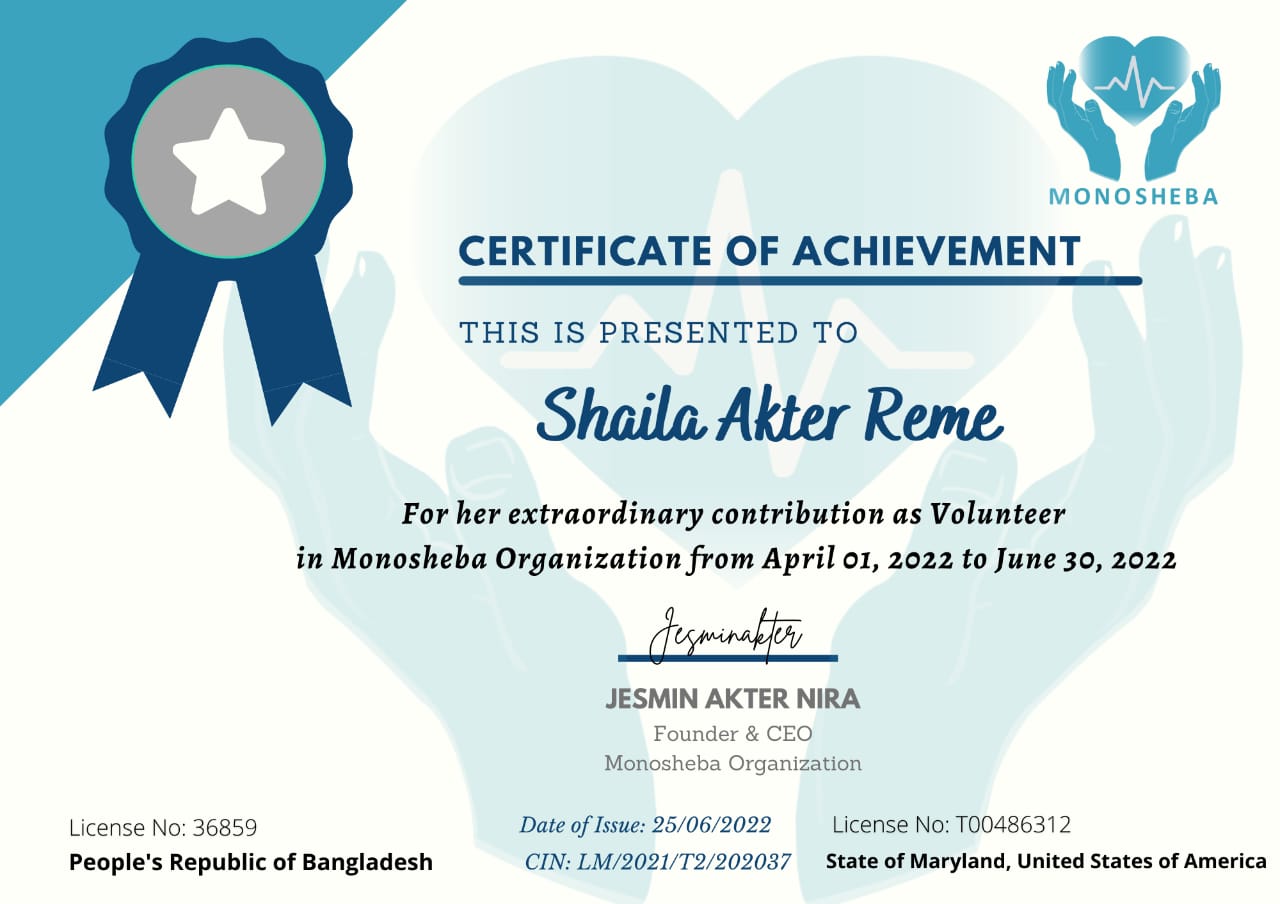 MONOSHEBA
CERTIFICATE OF ACHIEVEMENT
THIS IS PRESENTED TO
Shaila Akter Reme
For her extraordinary contribution as Volunteer
in Monosheba Organization from April 01, 2022 to June 30, 2022
Jesminakter
JESMIN AKTER NIRA
Founder & CEO
Monosheba Organization
License No: 36859
People's Republic of Bangladesh
Date of Issue: 25/06/2022
CIN: LM/2021/T2/202037
License No: T00486312
State of Maryland, United States of America